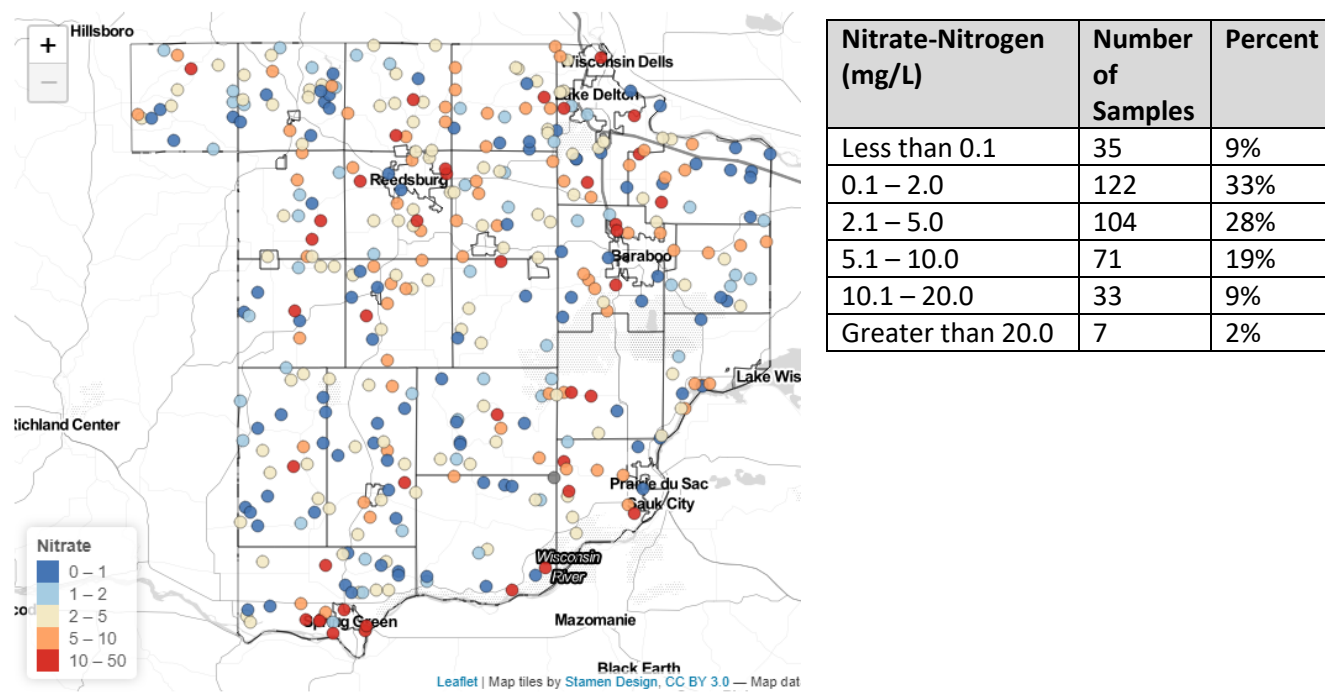 +
−
Hillsboro
Wisconsin Dells
Lake Delton
Reedsburg
Baraboo
Lake Wis
Richland Center
Prairie du Sac
Sauk City
Wisconsin
River
Spring Green
Mazomanie
Black Earth
Nitrate
0 – 1
1 – 2
2 – 5
5 – 10
10 – 50
Leaflet | Map tiles by Stamen Design, CC BY 3.0 — Map dat
Nitrate-Nitrogen (mg/L) Number of Samples Percent
Less than 0.1 35 9%
0.1 – 2.0 122 33%
2.1 – 5.0 104 28%
5.1 – 10.0 71 19%
10.1 – 20.0 33 9%
Greater than 20.0 7 2%